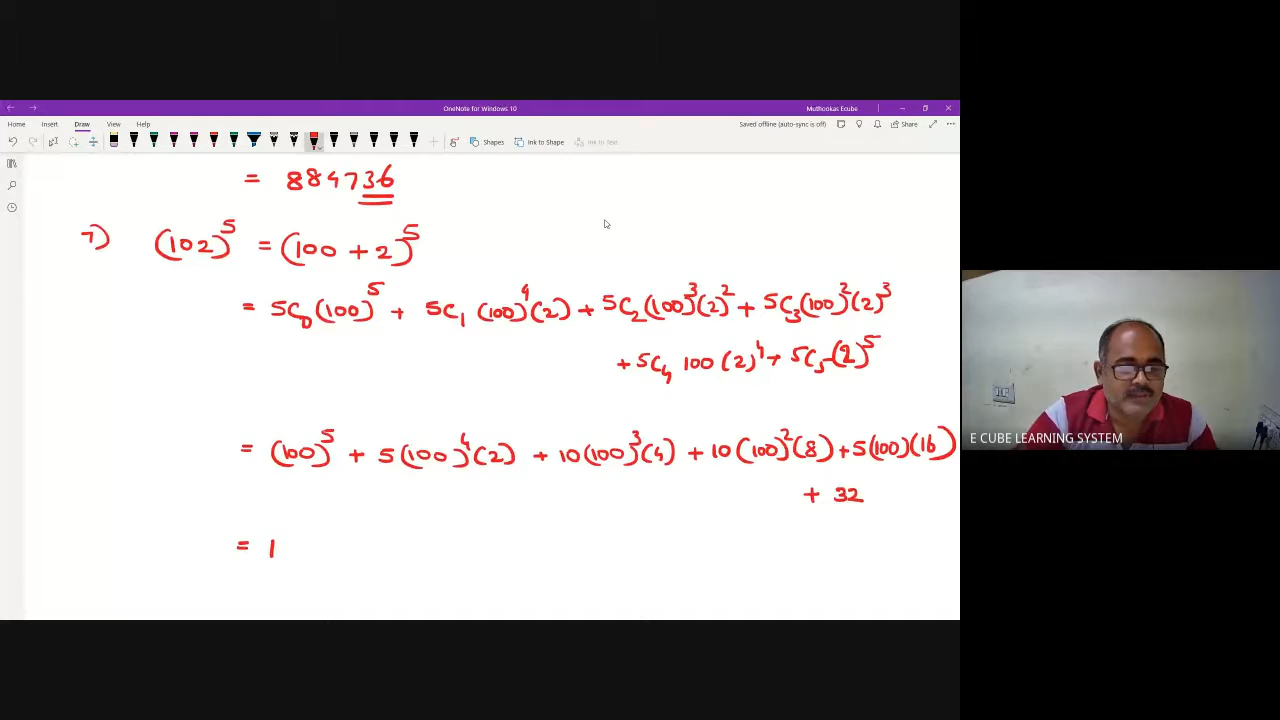 OneNote for Windows 10
Muthookas Ecube
Home Insert Draw View Help
Saved offline (auto-sync is off)
Share
Shapes
Ink to Shape
Ink to Text
= 884736
7) (102)^5 = (100 + 2)^5
= 5C₀(100)^5 + 5C₁(100)^4(2) + 5C₂(100)^3(2)^2 + 5C₃(100)^2(2)^3
+ 5C₄ 100(2)^4 + 5C₅(2)^5
= (100)^5 + 5(100)^4(2) + 10(100)^3(4) + 10(100)^2(8) + 5(100)(16)
+ 32
= 1
E CUBE LEARNING SYSTEM